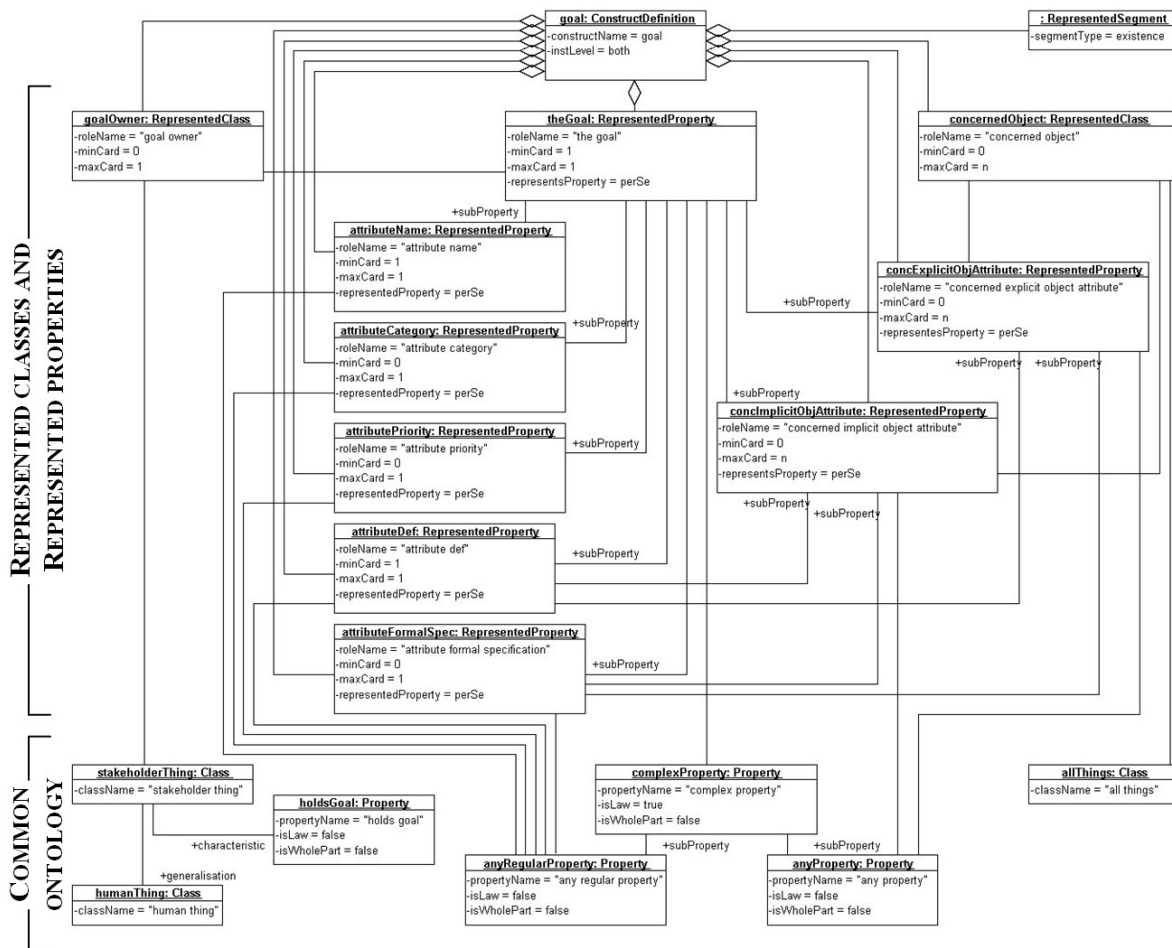 goal: ConstructDefinition
-constructName = goal
-instLevel = both
: RepresentedSegment
-segmentType = existence
goalOwner: RepresentedClass
-roleName = "goal owner"
-minCard = 0
-maxCard = 1
theGoal: RepresentedProperty
-roleName = "the goal"
-minCard = 1
-maxCard = 1
-representsProperty = perSe
concernedObject: RepresentedClass
-roleName = "concerned object"
-minCard = 0
-maxCard = n
+subProperty
attributeName: RepresentedProperty
-roleName = "attribute name"
-minCard = 1
-maxCard = 1
-representedProperty = perSe
concExplicitObjAttribute: RepresentedProperty
-roleName = "concerned explicit object attribute"
-minCard = 0
-maxCard = n
-representesProperty = perSe
+subProperty
+subProperty
attributeCategory: RepresentedProperty
-roleName = "attribute category"
-minCard = 0
-maxCard = 1
-representedProperty = perSe
+subProperty
+subProperty
+subProperty
concImplicitObjAttribute: RepresentedProperty
-roleName = "concerned implicit object attribute"
-minCard = 0
-maxCard = n
-representsProperty = perSe
attributePriority: RepresentedProperty
-roleName = "attribute priority"
-minCard = 0
-maxCard = 1
-representedProperty = perSe
+subProperty
+subProperty
+subProperty
attributeDef: RepresentedProperty
-roleName = "attribute def"
-minCard = 1
-maxCard = 1
-representedProperty = perSe
+subProperty
attributeFormalSpec: RepresentedProperty
-roleName = "attribute formal specification"
-minCard = 0
-maxCard = 1
-representedProperty = perSe
+subProperty
REPRESENTED CLASSES AND
REPRESENTED PROPERTIES
COMMON
ONTOLOGY
stakeholderThing: Class
-className = "stakeholder thing"
holdsGoal: Property
-propertyName = "holds goal"
-isLaw = false
-isWholePart = false
+characteristic
+generalisation
humanThing: Class
-className = "human thing"
complexProperty: Property
-propertyName = "complex property"
-isLaw = true
-isWholePart = false
+subProperty
+subProperty
allThings: Class
-className = "all things"
anyRegularProperty: Property
-propertyName = "any regular property"
-isLaw = false
-isWholePart = false
anyProperty: Property
-propertyName = "any property"
-isLaw = false
-isWholePart = false